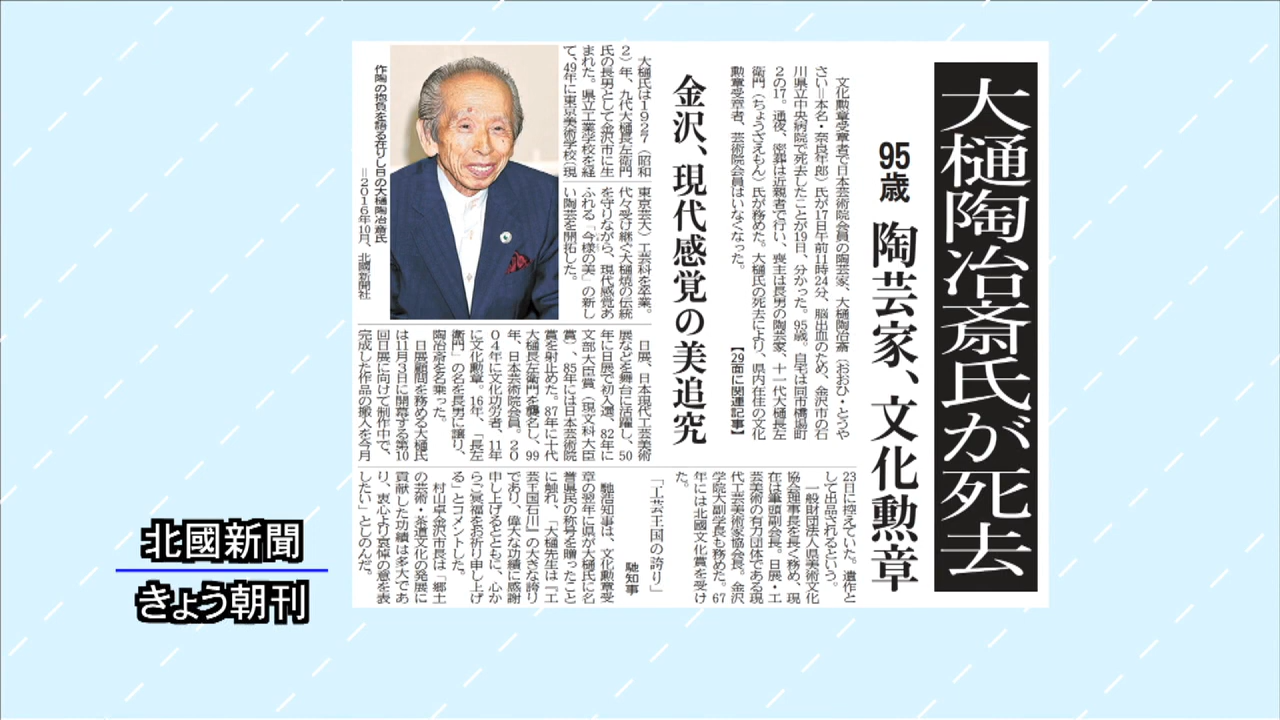 大樋陶冶斎氏が死去
95歳 陶芸家、文化勲章
文化勲章受章者で日本芸術院会員の陶芸家、大樋陶冶斎(おおひ・とうや
さい=本名・奈良年郎)氏が17日午前11時24分、脳出血のため、金沢市の石
川県立中央病院で死去したことが19日、分かった。95歳。自宅は同市橋場町
2の17。通夜、密葬は近親者で行い、喪主は長男の陶芸家、十一代大樋長左
衛門(ちょうざえもん)氏が務めた。大樋氏の死去により、県内在住の文化
勲章受章者、芸術院会員はいなくなった。
【29面に関連記事】
金沢、現代感覚の美追究
大樋氏は1927(昭和
2)年、九代大樋長左衛門
氏の長男として金沢市に生
まれた。県立工業学校を経
て、49年に東京美術学校(現
東京芸大)工芸科を卒業。
代々受け継ぐ大樋焼の伝統
を守りながら、現代感覚あ
ふれる「今様の美」の新し
い陶芸を開拓した。
作陶の抱負を語る在りし日の大樋陶冶斎氏
=2016年10月、北國新聞社
日展、日本現代工芸美術
展などを舞台に活躍し、50
年に日展で初入選、82年に
文部大臣賞(現文科大臣
賞)、85年には日本芸術院
賞を射止めた。87年に十代
大樋長左衛門を襲名し、99
年、日本芸術院会員。20
04年に文化功労者、11年
に文化勲章。16年、「長左
衛門」の名を長男に譲り、
陶冶斎を名乗った。
日展顧問を務める大樋氏
は11月3日に開幕する第10
回日展に向けて制作中で、
完成した作品の搬入を今月
23日に控えていた。遺作と
して出品されるという。
一般財団法人県美術文化
協会理事長を長く務め、現
在は筆頭副会長。日展・工
芸美術の有力団体である現
代工芸美術家協会長。金沢
学院大副学長も務めた。67
年には北國文化賞を受け
た。
「工芸王国の誇り」
馳知事
馳浩知事は、文化勲章受
章の翌年に県が大樋氏に名
誉県民の称号を贈ったこと
に触れ、「大樋先生は『工
芸王国石川』の大きな誇り
であり、偉大な功績に感謝
申し上げるとともに、心か
らご冥福をお祈り申し上げ
る」とコメントした。
村山卓金沢市長は「郷土
の芸術・茶道文化の発展に
貢献した功績は多大であ
り、衷心より哀悼の意を表
したい」としのんだ。
北國新聞
きょう朝刊